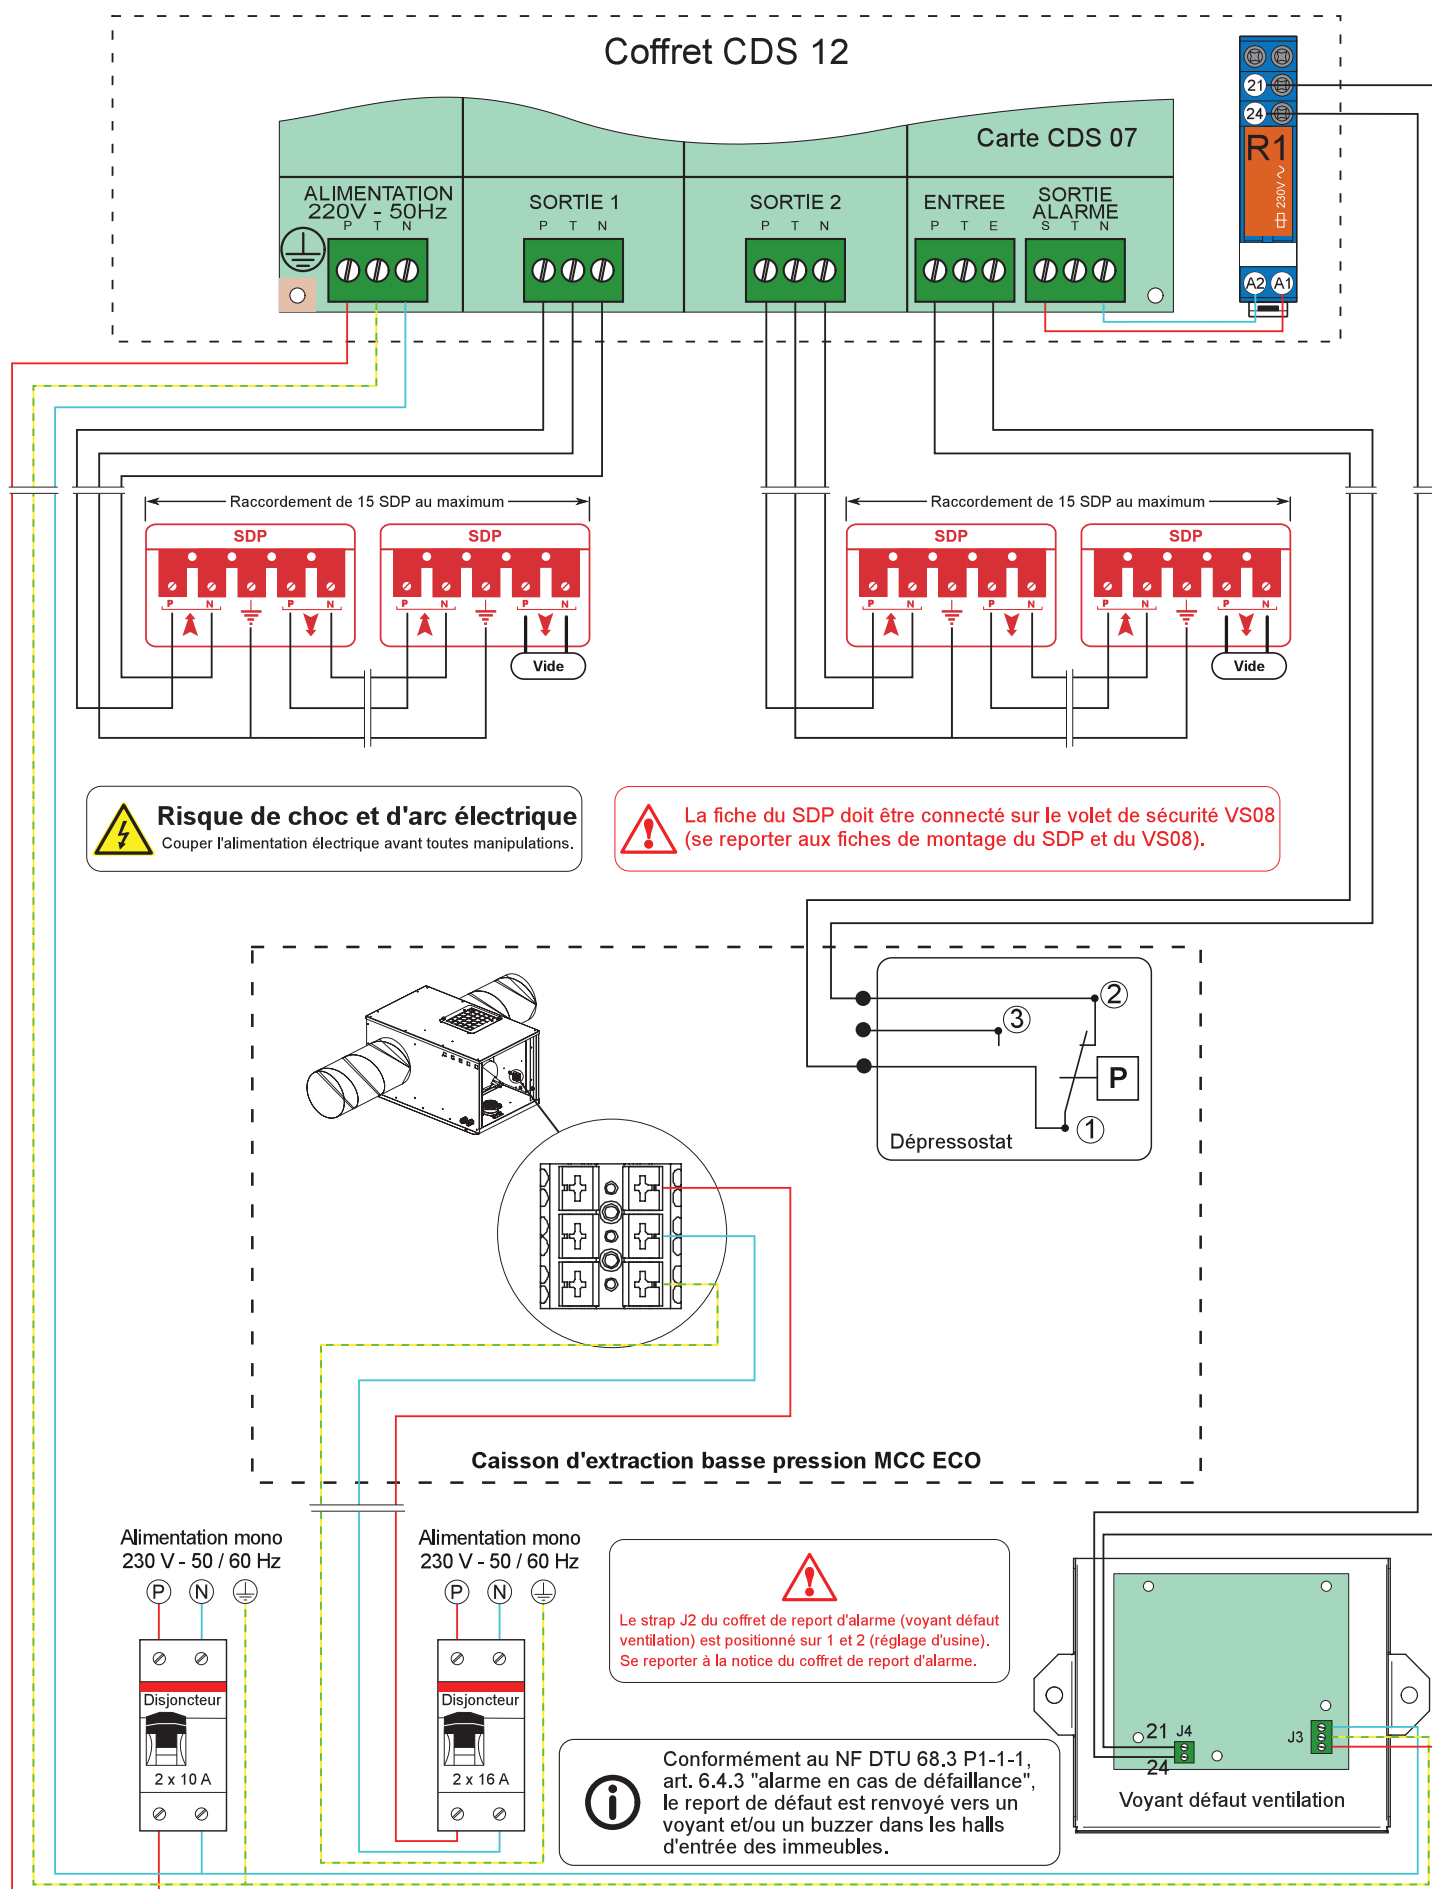 Coffret CDS 12
21
24
R1
230V
A2 A1
Carte CDS 07
ALIMENTATION
220V - 50Hz
P T N
SORTIE 1
P T N
SORTIE 2
P T N
ENTREE
P T E
SORTIE
ALARME
S T N
Raccordement de 15 SDP au maximum
SDP
P N P N
SDP
P N P N
Vide
Raccordement de 15 SDP au maximum
SDP
P N P N
SDP
P N P N
Vide
Risque de choc et d'arc électrique
Couper l'alimentation électrique avant toutes manipulations.
La fiche du SDP doit être connecté sur le volet de sécurité VS08
(se reporter aux fiches de montage du SDP et du VS08).
2
3
P
1
Dépressostat
Caisson d'extraction basse pression MCC ECO
Alimentation mono
230 V - 50 / 60 Hz
P N
Disjoncteur
2 x 10 A
Alimentation mono
230 V - 50 / 60 Hz
P N
Disjoncteur
2 x 16 A
Le strap J2 du coffret de report d'alarme (voyant défaut
ventilation) est positionné sur 1 et 2 (réglage d'usine).
Se reporter à la notice du coffret de report d'alarme.
Conformément au NF DTU 68.3 P1-1-1,
art. 6.4.3 "alarme en cas de défaillance",
le report de défaut est renvoyé vers un
voyant et/ou un buzzer dans les halls
d'entrée des immeubles.
21 J4
24
J3
Voyant défaut ventilation